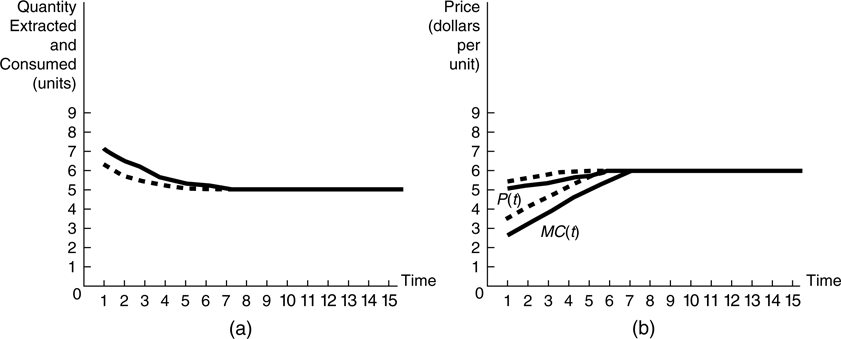 Quantity
Extracted
and
Consumed
(units)
9
8
7
6
5
4
3
2
1
0
1 2 3 4 5 6 7 8 9 10 11 12 13 14 15
Time
(a)
Price
(dollars
per
unit)
9
8
7
6
5
4
3
2
1
0
P(t)
MC(t)
1 2 3 4 5 6 7 8 9 10 11 12 13 14 15
Time
(b)